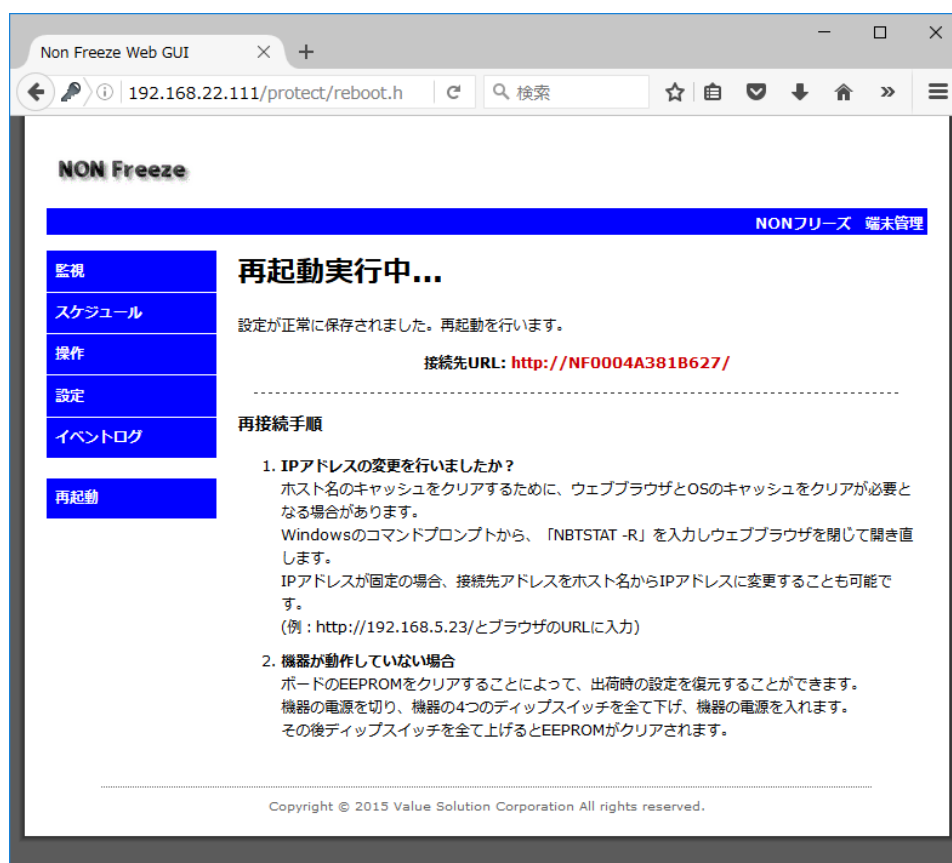 Non Freeze Web GUI
192.168.22.111/protect/reboot.h
検索
NON Freeze
NONフリーズ 端末管理
監視
スケジュール
操作
設定
イベントログ
再起動
再起動実行中...
設定が正常に保存されました。再起動を行います。
接続先URL: http://NF0004A381B627/
再接続手順
1. IPアドレスの変更を行いましたか？
ホスト名のキャッシュをクリアするために、ウェブブラウザとOSのキャッシュをクリアが必要と
なる場合があります。
Windowsのコマンドプロンプトから、「NBTSTAT -R」を入力しウェブブラウザを閉じて開き直
します。
IPアドレスが固定の場合、接続先アドレスをホスト名からIPアドレスに変更することも可能で
す。
(例：http://192.168.5.23/とブラウザのURLに入力)
2. 機器が動作していない場合
ボードのEEPROMをクリアすることによって、出荷時の設定を復元することができます。
機器の電源を切り、機器の4つのディップスイッチを全て下げ、機器の電源を入れます。
その後ディップスイッチを全て上げるとEEPROMがクリアされます。
Copyright © 2015 Value Solution Corporation All rights reserved.